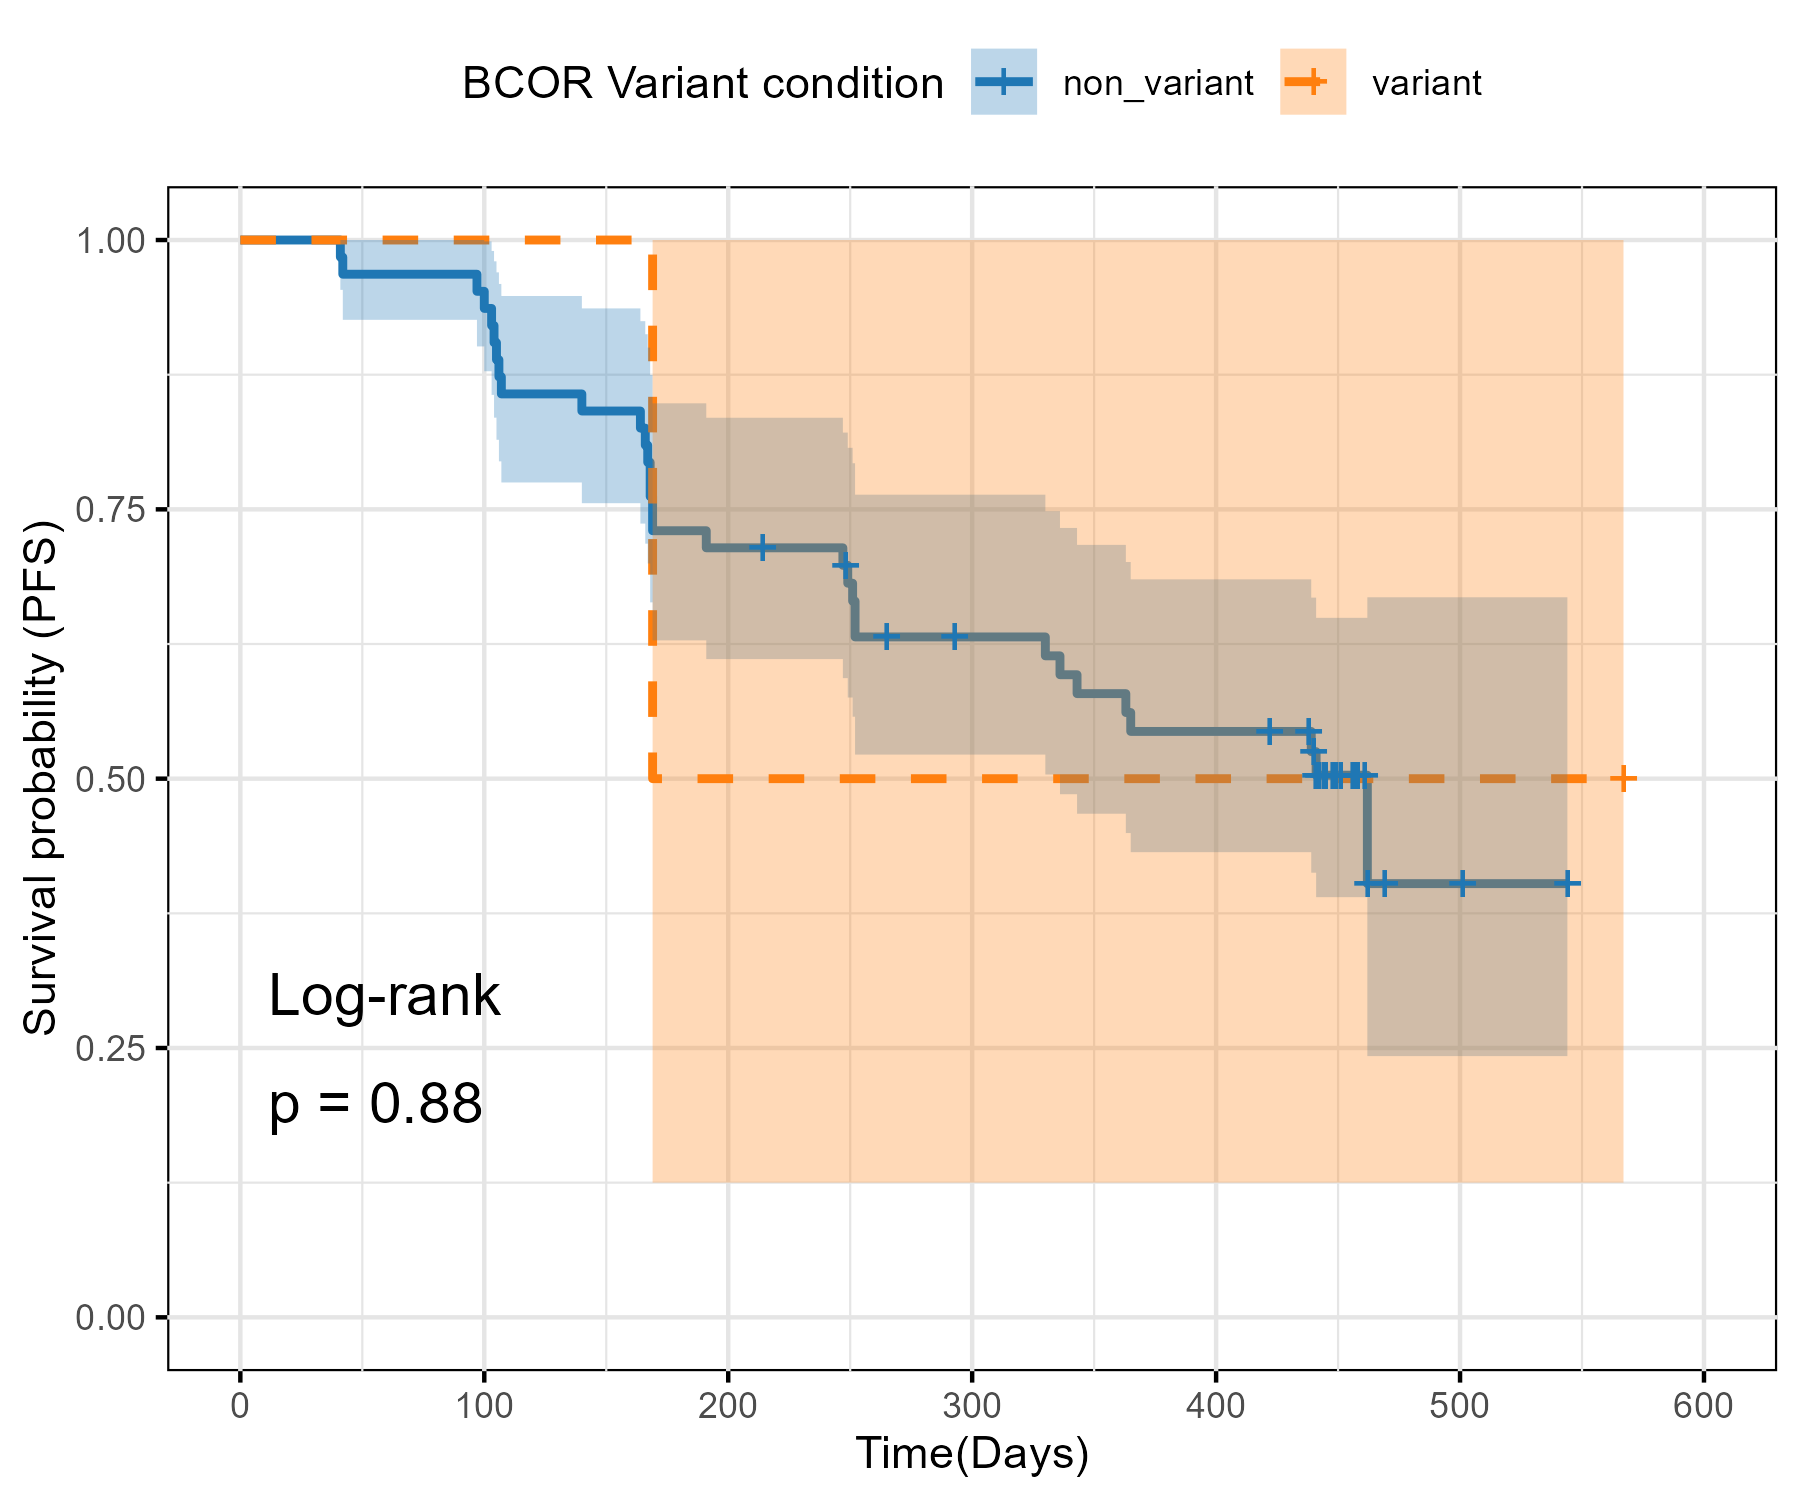 BCOR Variant condition non_variant variant
Survival probability (PFS)
1.00
0.75
0.50
0.25
0.00
Log-rank
p = 0.88
0 100 200 300 400 500 600
Time(Days)